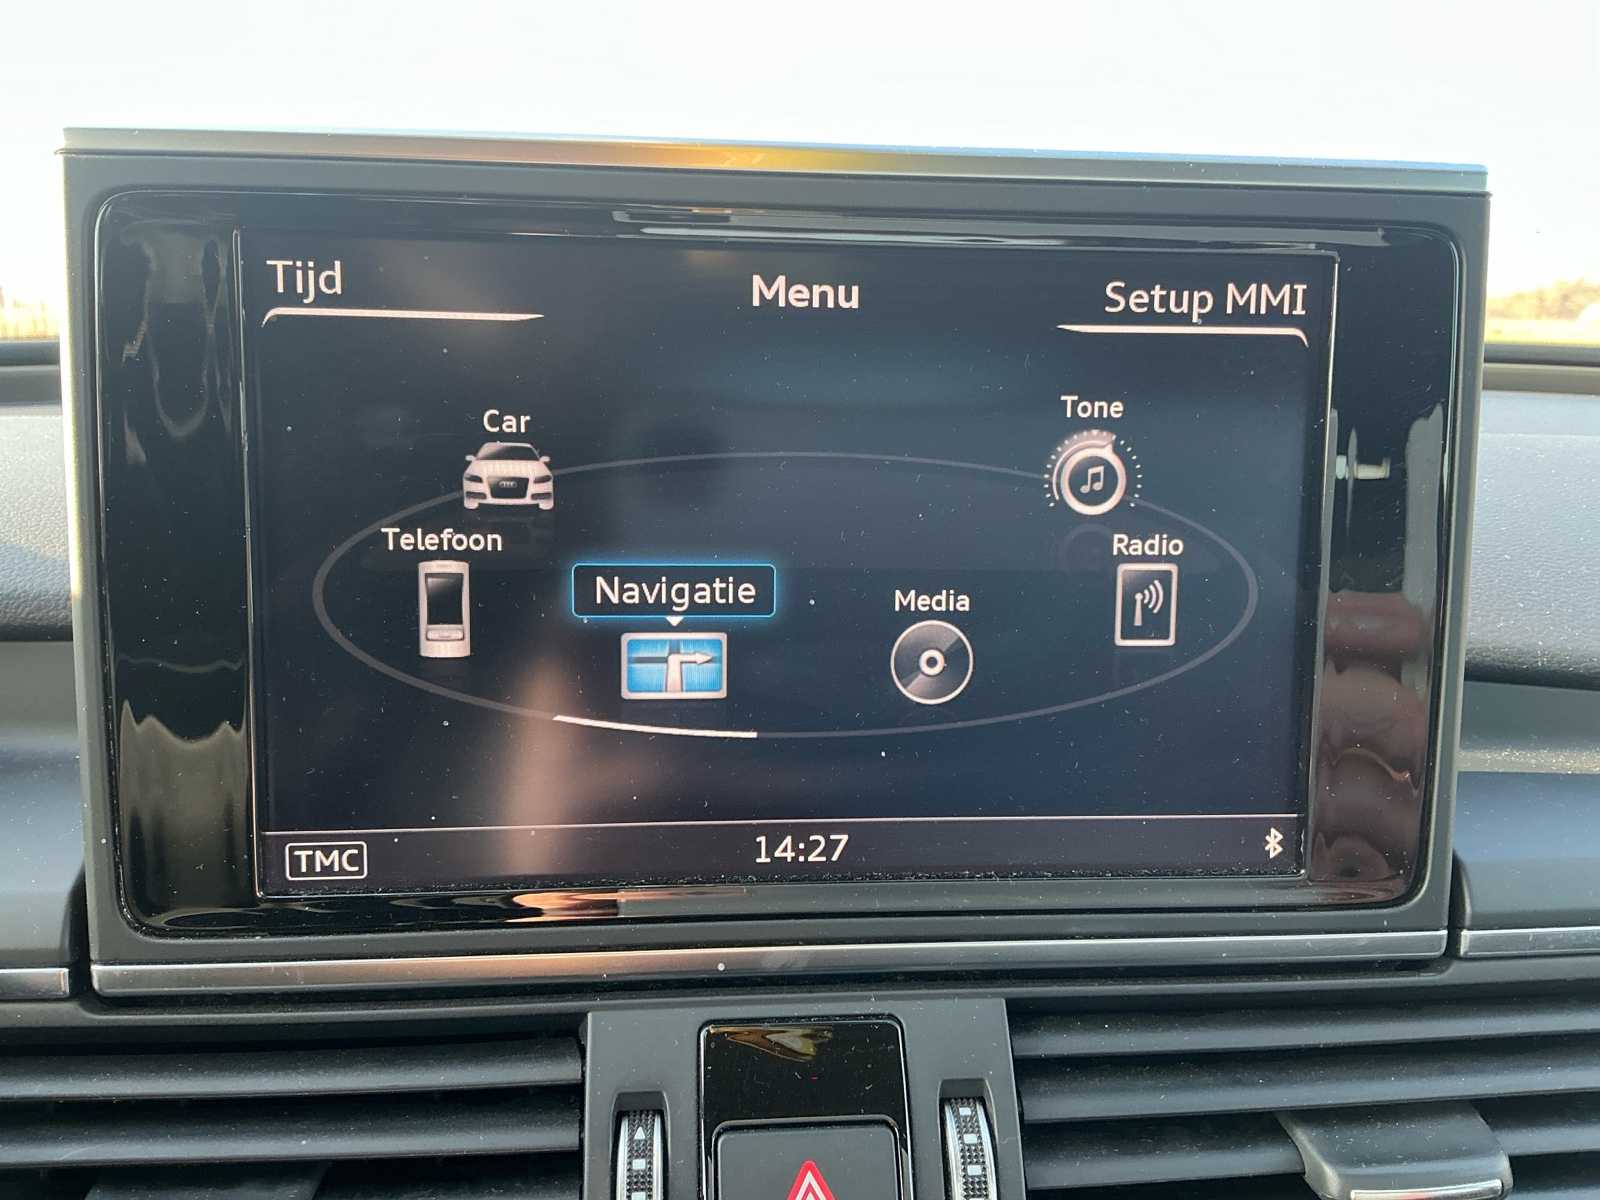 Tijd
Menu
Setup MMI
Car
Tone
Telefoon
Radio
Navigatie
Media
TMC
14:27